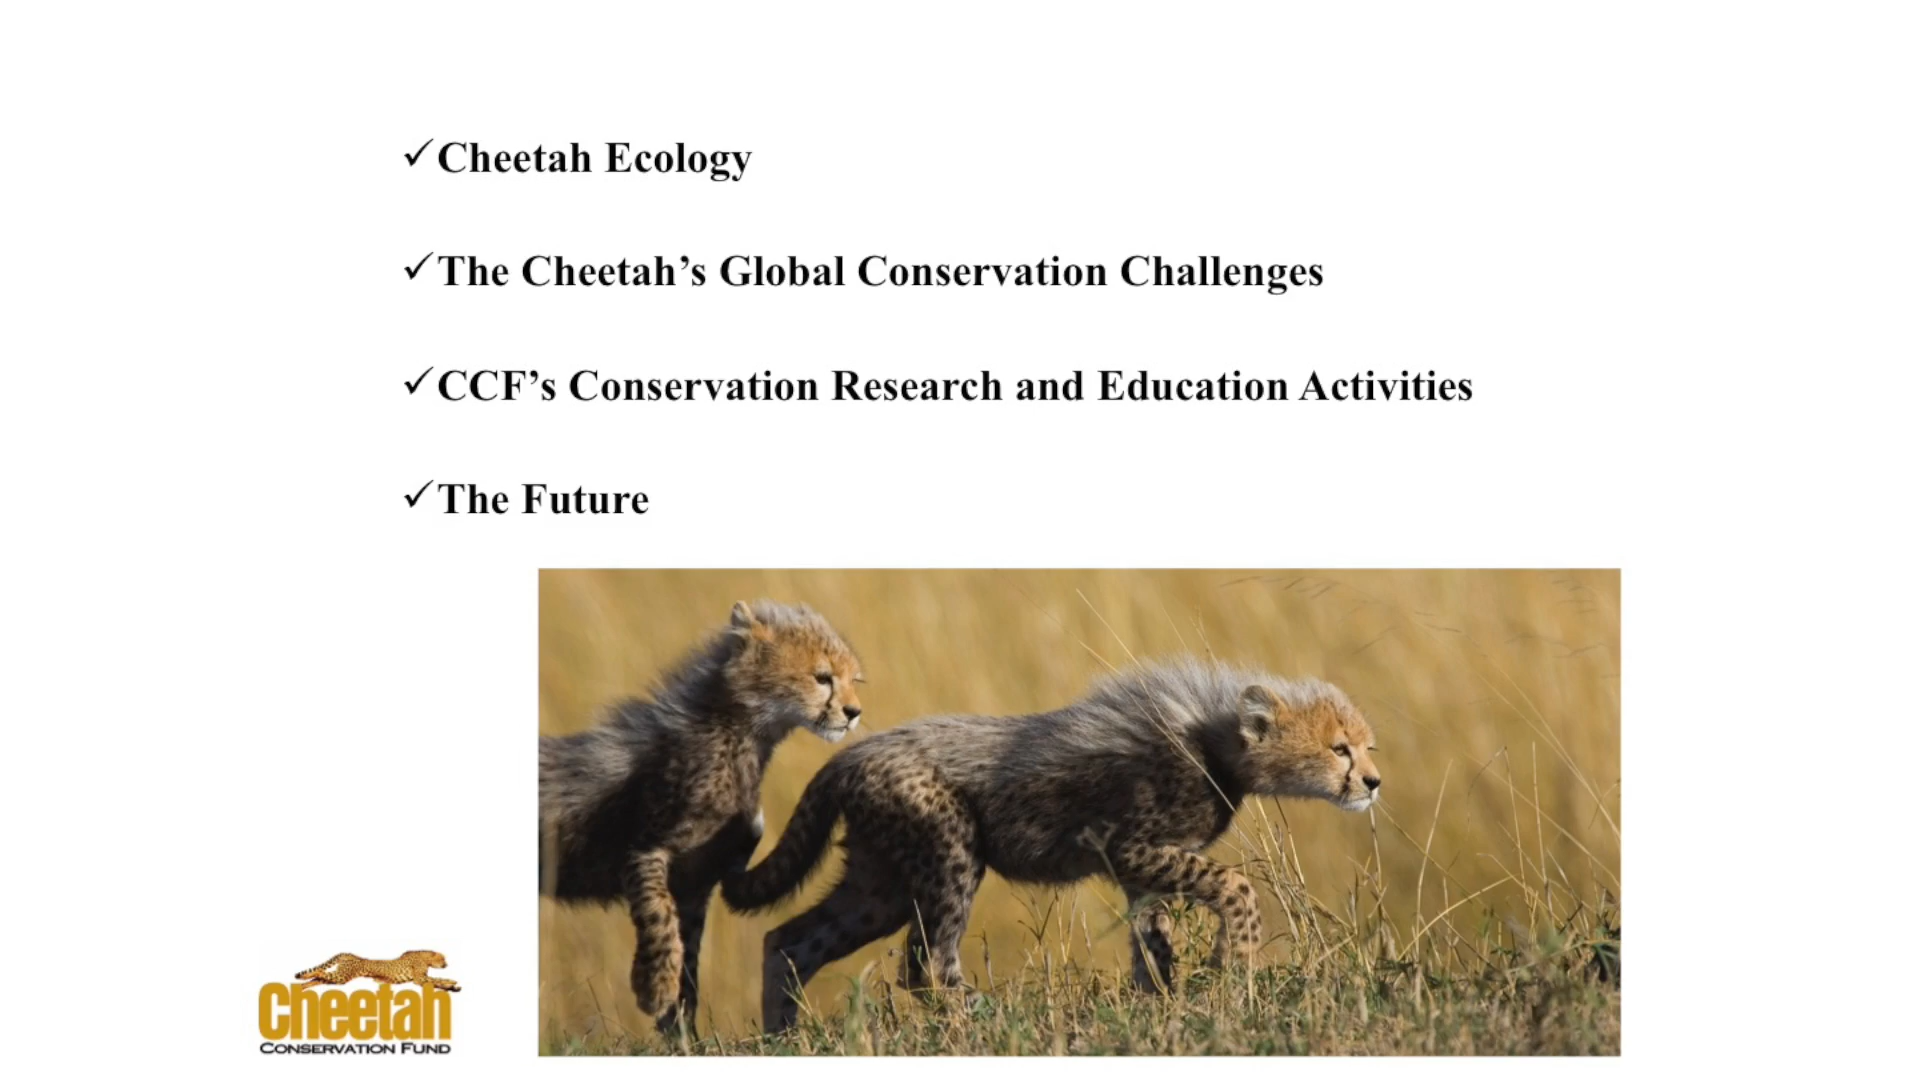 ✓Cheetah Ecology
✓The Cheetah’s Global Conservation Challenges
✓CCF’s Conservation Research and Education Activities
✓The Future
Cheetah
CONSERVATION FUND